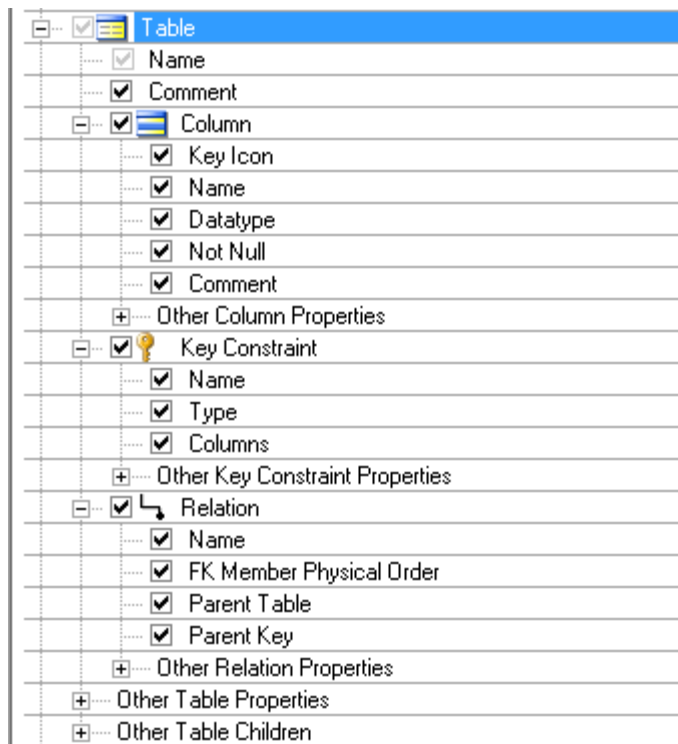 Table
Name
Comment
Column
Key Icon
Name
Datatype
Not Null
Comment
Other Column Properties
Key Constraint
Name
Type
Columns
Other Key Constraint Properties
Relation
Name
FK Member Physical Order
Parent Table
Parent Key
Other Relation Properties
Other Table Properties
Other Table Children